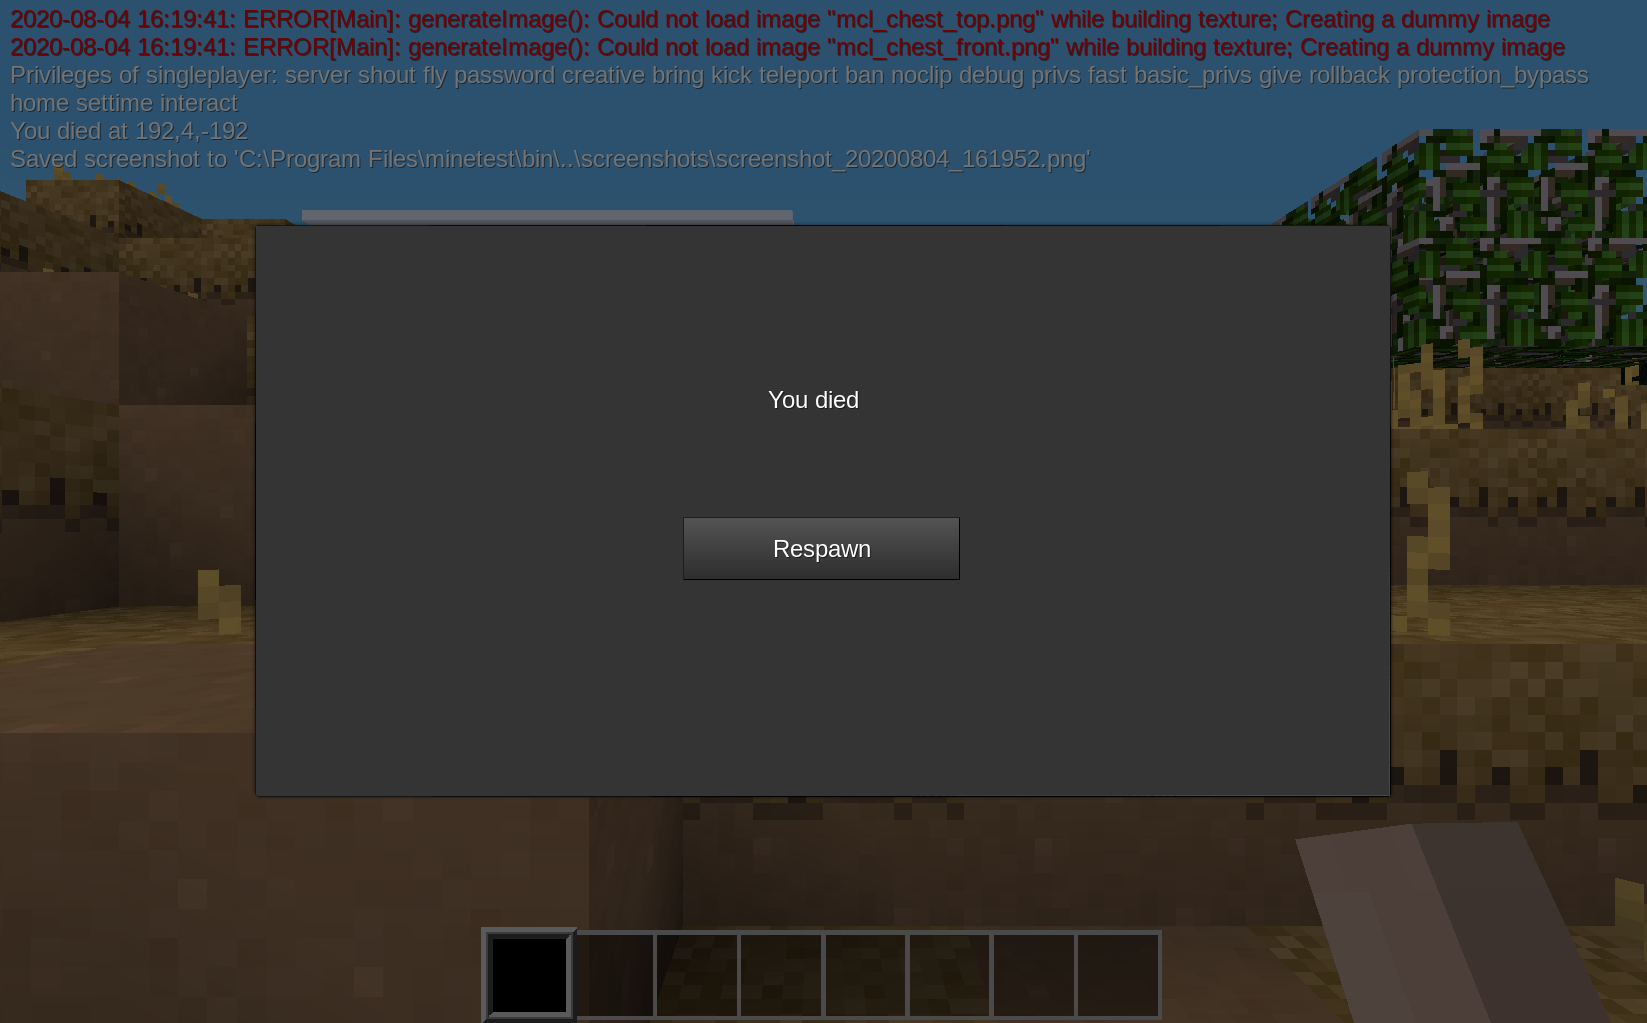 2020-08-04 16:19:41: ERROR[Main]: generateImage(): Could not load image "mcl_chest_top.png" while building texture; Creating a dummy image
2020-08-04 16:19:41: ERROR[Main]: generateImage(): Could not load image "mcl_chest_front.png" while building texture; Creating a dummy image
Privileges of singleplayer: server shout fly password creative bring kick teleport ban noclip debug privs fast basic_privs give rollback protection_bypass
home settime interact
You died at 192,4,-192
Saved screenshot to 'C:\Program Files\minetest\bin\..\screenshots\screenshot_20200804_161952.png'
You died
Respawn